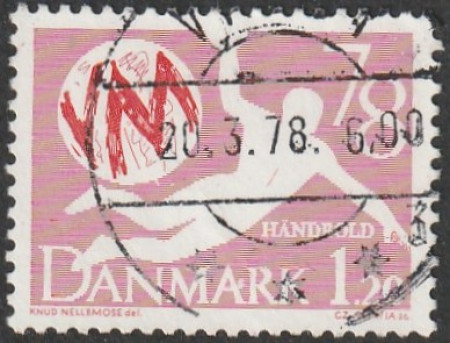 VM
78
20.3.78. 6.00
HÅNDBOLD
DANMARK 1.20
KNUD NELLEMOSE del.